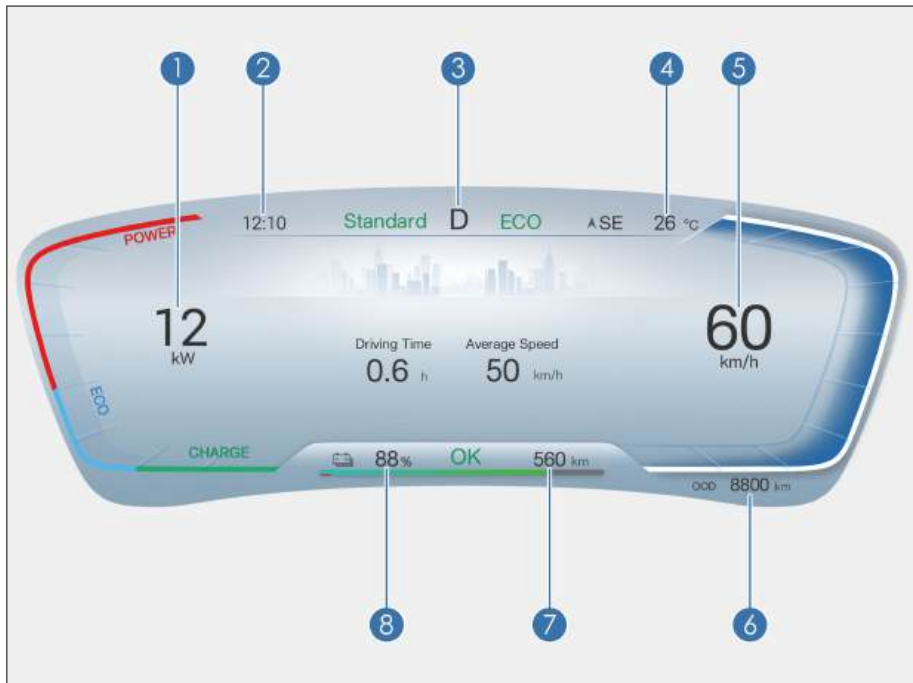 1 2 3 4 5
12:10 Standard D ECO SE 26 °C
POWER
12
kW
60
km/h
Driving Time Average Speed
0.6 h 50 km/h
ECO
CHARGE
88% OK 560 km
OOD 8800 km
8 7 6